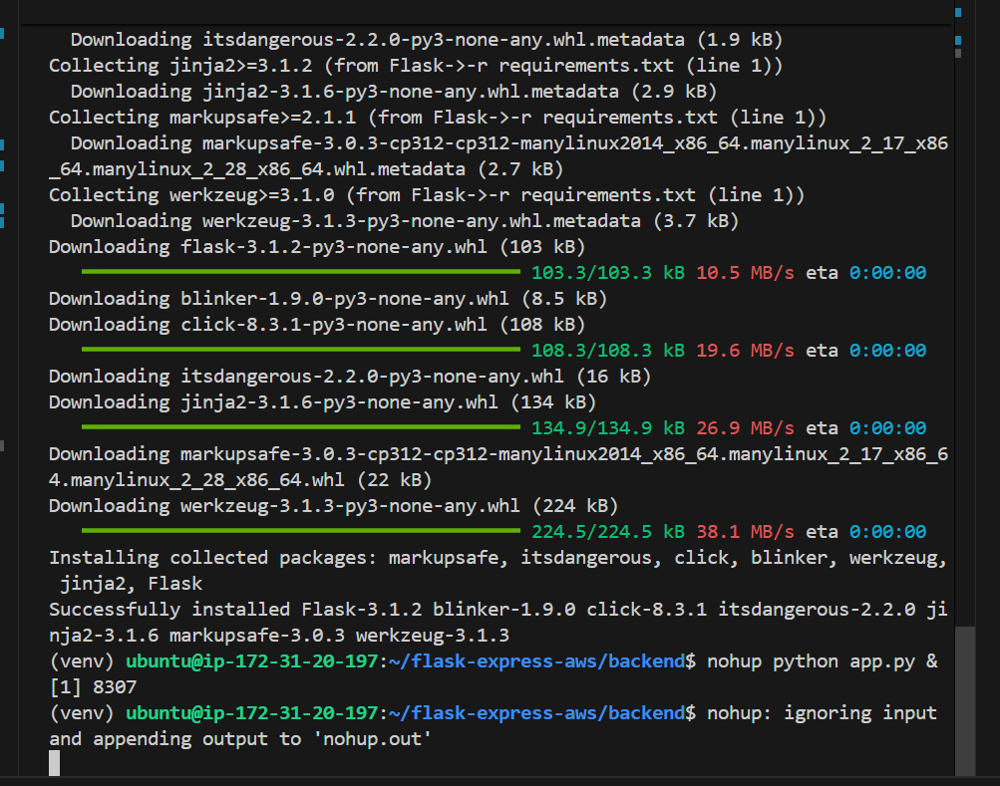 Downloading itsdangerous-2.2.0-py3-none-any.whl.metadata (1.9 kB)
Collecting jinja2>=3.1.2 (from Flask->-r requirements.txt (line 1))
Downloading jinja2-3.1.6-py3-none-any.whl.metadata (2.9 kB)
Collecting markupsafe>=2.1.1 (from Flask->-r requirements.txt (line 1))
Downloading markupsafe-3.0.3-cp312-cp312-manylinux2014_x86_64.manylinux_2_17_x86
_64.manylinux_2_28_x86_64.whl.metadata (2.7 kB)
Collecting werkzeug>=3.1.0 (from Flask->-r requirements.txt (line 1))
Downloading werkzeug-3.1.3-py3-none-any.whl.metadata (3.7 kB)
Downloading flask-3.1.2-py3-none-any.whl (103 kB)
103.3/103.3 kB 10.5 MB/s eta 0:00:00
Downloading blinker-1.9.0-py3-none-any.whl (8.5 kB)
Downloading click-8.3.1-py3-none-any.whl (108 kB)
108.3/108.3 kB 19.6 MB/s eta 0:00:00
Downloading itsdangerous-2.2.0-py3-none-any.whl (16 kB)
Downloading jinja2-3.1.6-py3-none-any.whl (134 kB)
134.9/134.9 kB 26.9 MB/s eta 0:00:00
Downloading markupsafe-3.0.3-cp312-cp312-manylinux2014_x86_64.manylinux_2_17_x86_6
4.manylinux_2_28_x86_64.whl (22 kB)
Downloading werkzeug-3.1.3-py3-none-any.whl (224 kB)
224.5/224.5 kB 38.1 MB/s eta 0:00:00
Installing collected packages: markupsafe, itsdangerous, click, blinker, werkzeug,
jinja2, Flask
Successfully installed Flask-3.1.2 blinker-1.9.0 click-8.3.1 itsdangerous-2.2.0 ji
nja2-3.1.6 markupsafe-3.0.3 werkzeug-3.1.3
(venv) ubuntu@ip-172-31-20-197:~/flask-express-aws/backend$ nohup python app.py &
[1] 8307
(venv) ubuntu@ip-172-31-20-197:~/flask-express-aws/backend$ nohup: ignoring input
and appending output to 'nohup.out'